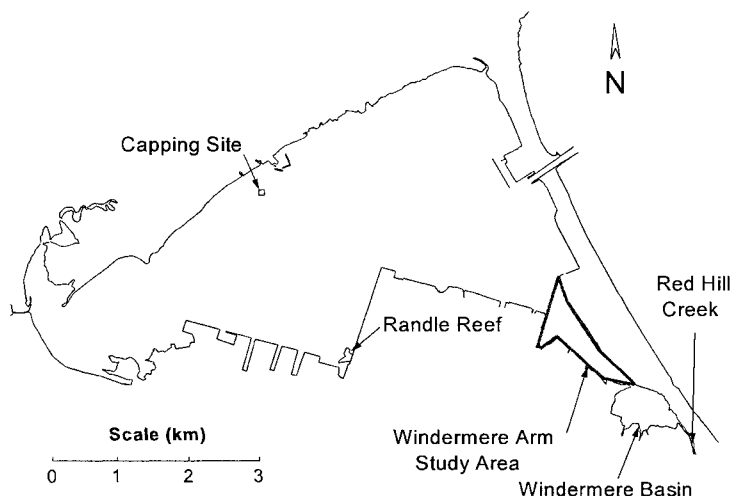 N
Capping Site
Red Hill
Creek
Randle Reef
Scale (km)
0 1 2 3
Windermere Arm
Study Area
Windermere Basin